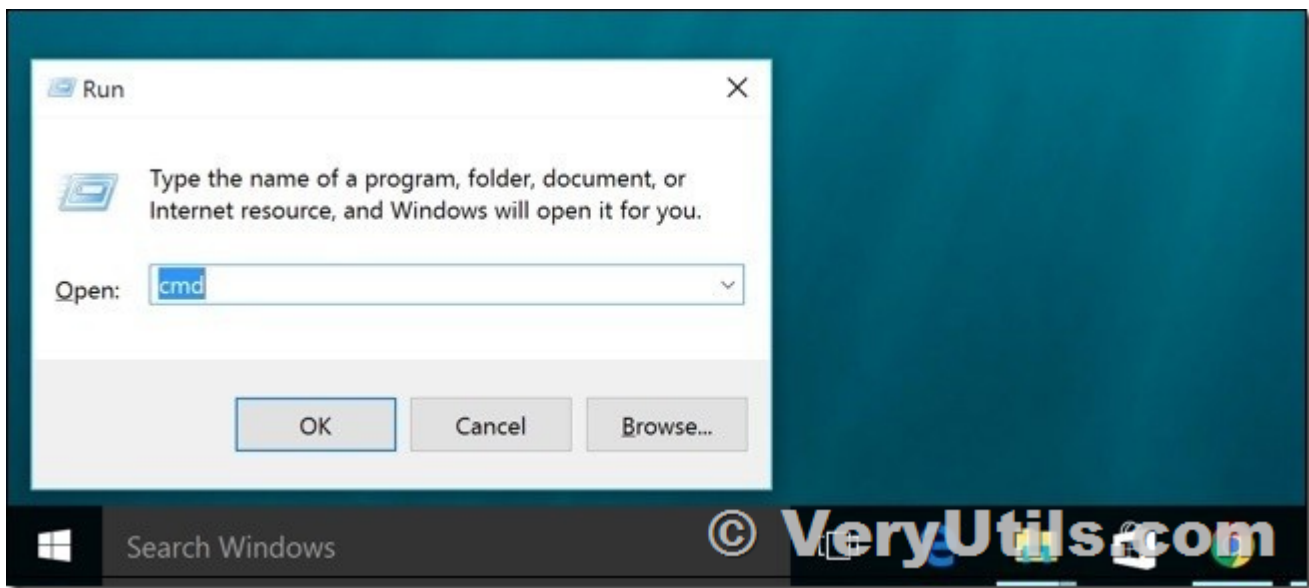 Run
Type the name of a program, folder, document, or
Internet resource, and Windows will open it for you.
Open:
cmd
OK
Cancel
Browse...
Search Windows
© VeryUtils.com